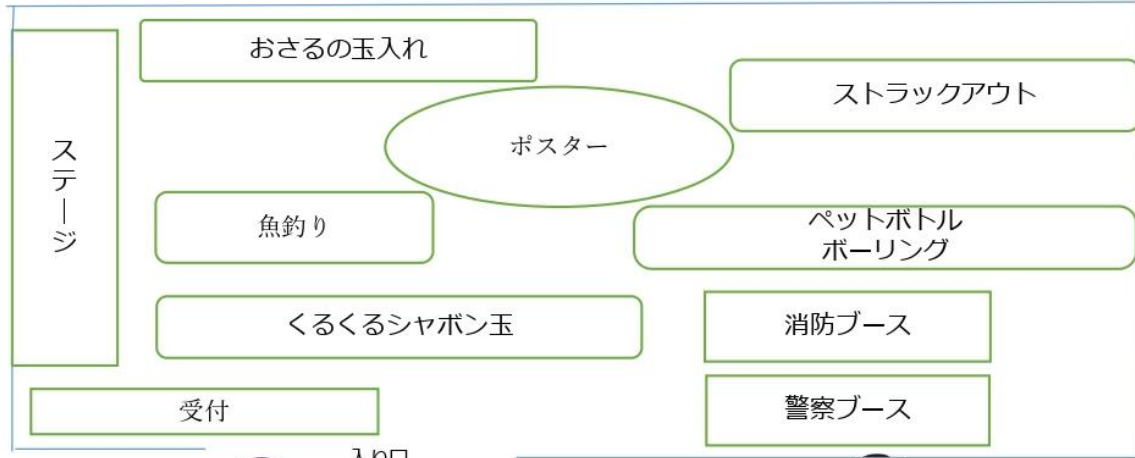 おさるの玉入れ
ストラックアウト
ポスター
ステージ
魚釣り
ペットボトル
ボーリング
くるくるシャボン玉
消防ブース
受付
警察ブース
入り口